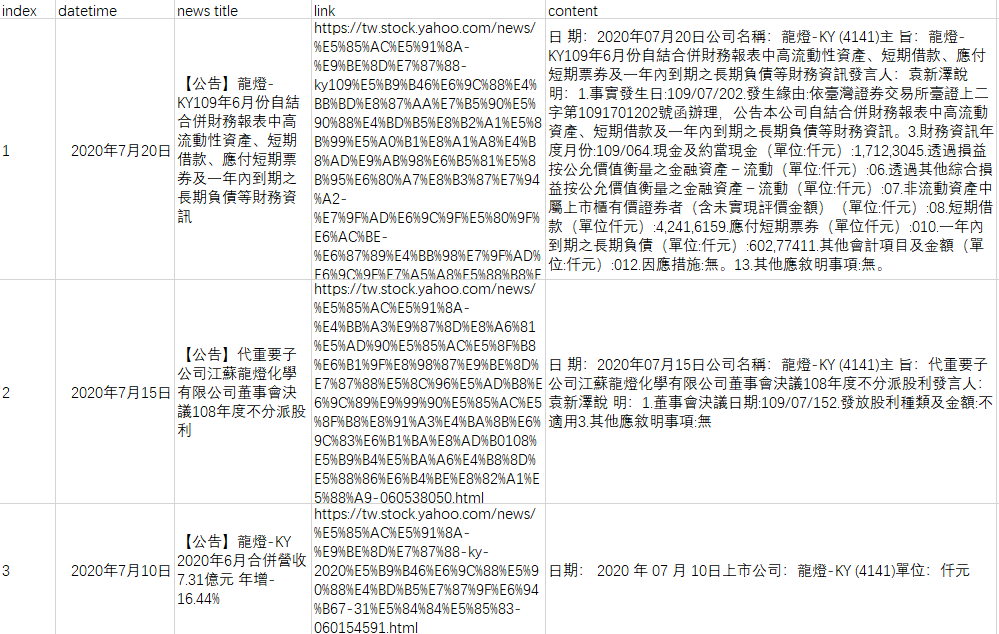 index
datetime
news title
link
content
1
2020年7月20日
【公告】龍燈-
KY109年6月份自結
合併財務報表中高
流動性資產、短期
借款、應付短期票
券及一年內到期之
長期負債等財務資
訊
https://tw.stock.yahoo.com/news/
%E5%85%AC%E5%91%8A-
%E9%BE%8D%E7%87%88-
ky109%E5%B9%B46%E6%9C%88%E4%
BB%BD%E8%87%AA%E7%B5%90%E5%
90%88%E4%BD%B5%E8%B2%A1%E5%8
B%99%E5%A0%B1%E8%A1%A8%E4%B
8%AD%E9%AB%98%E6%B5%81%E5%8
B%95%E6%80%A7%E8%B3%87%E7%94
%A2-
%E7%9F%AD%E6%9C%9F%E5%80%9F%
E6%AC%BE-
%E6%87%89%E4%BB%98%E7%9F%AD%
E6%9C%9F%E7%A5%A8%E5%88%B8%E
日 期：2020年07月20日公司名稱：龍燈-KY (4141)主 旨：龍燈-
KY109年6月份自結合併財務報表中高流動性資產、短期借款、應付
短期票券及一年內到期之長期負債等財務資訊發言人：袁新澤說
明：1.事實發生日:109/07/202.發生緣由:依臺灣證券交易所臺證上二
字第1091701202號函辦理，公告本公司自結合併財務報表中高流動
資產、短期借款及一年內到期之長期負債等財務資訊。3.財務資訊年
度月份:109/064.現金及約當現金（單位:仟元）:1,712,3045.透過損益
按公允價值衡量之金融資產－流動（單位:仟元）:06.透過其他綜合損
益按公允價值衡量之金融資產－流動（單位:仟元）:07.非流動資產中
屬上市櫃有價證券者（含未實現評價金額）（單位:仟元）:08.短期借
款（單位:仟元）:4,241,6159.應付短期票券（單位仟元）:010.一年內
到期之長期負債（單位:仟元）:602,77411.其他會計項目及金額（單
位:仟元）:012.因應措施:無。13.其他應敘明事項:無。
2
2020年7月15日
【公告】代重要子
公司江蘇龍燈化學
有限公司董事會決
議108年度不分派股
利
https://tw.stock.yahoo.com/news/
%E5%85%AC%E5%91%8A-
%E4%BB%A3%E9%87%8D%E8%A6%81
%E5%AD%90%E5%85%AC%E5%8F%B8
%E6%B1%9F%E8%98%87%E9%BE%8D%
E7%87%88%E5%8C%96%E5%AD%B8%E
6%9C%89%E9%99%90%E5%85%AC%E5
%8F%B8%E8%91%A3%E4%BA%8B%E6%
9C%83%E6%B1%BA%E8%AD%B0108%
E5%B9%B4%E5%BA%A6%E4%B8%8D%
E5%88%86%E6%B4%BE%E8%82%A1%E
5%88%A9-060538050.html
日 期：2020年07月15日公司名稱：龍燈-KY (4141)主 旨：代重要子
公司江蘇龍燈化學有限公司董事會決議108年度不分派股利發言人：
袁新澤說 明：1.董事會決議日期:109/07/152.發放股利種類及金額:不
適用3.其他應敘明事項:無
3
2020年7月10日
【公告】龍燈-KY
2020年6月合併營收
7.31億元 年增-
16.44%
https://tw.stock.yahoo.com/news/
%E5%85%AC%E5%91%8A-
%E9%BE%8D%E7%87%88-ky-
2020%E5%B9%B46%E6%9C%88%E5%9
0%88%E4%BD%B5%E7%87%9F%E6%94
%B67-31%E5%84%84%E5%85%83-
060154591.html
日期： 2020 年 07 月 10日上市公司：龍燈-KY (4141)單位：仟元